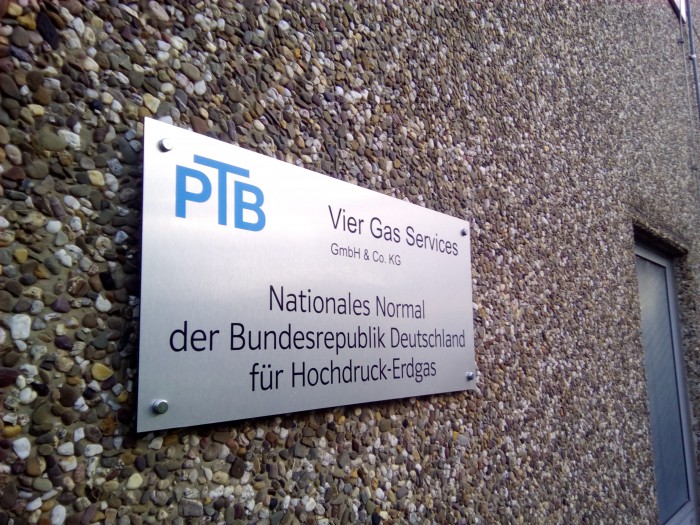 PTB
Vier Gas Services
GmbH & Co. KG
Nationales Normal
der Bundesrepublik Deutschland
für Hochdruck-Erdgas